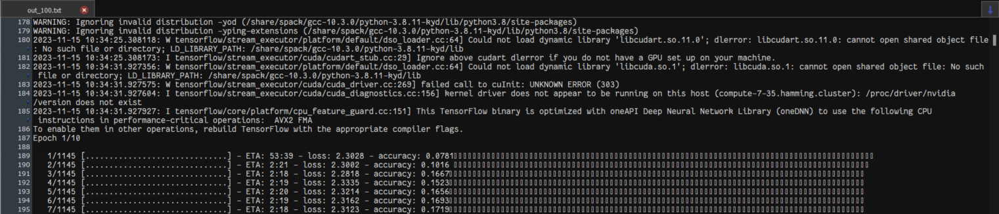 out_100.txt
178 WARNING: Ignoring invalid distribution -yod (/share/spack/gcc-10.3.0/python-3.8.11-kyd/lib/python3.8/site-packages)
179 WARNING: Ignoring invalid distribution -yping-extensions (/share/spack/gcc-10.3.0/python-3.8.11-kyd/lib/python3.8/site-packages)
180 2023-11-15 10:34:25.308118: W tensorflow/stream_executor/platform/default/dso_loader.cc:64] Could not load dynamic library 'libcudart.so.11.0'; dlerror: libcudart.so.11.0: cannot open shared object file
: No such file or directory; LD_LIBRARY_PATH: /share/spack/gcc-10.3.0/python-3.8.11-kyd/lib
181 2023-11-15 10:34:25.308173: I tensorflow/stream_executor/cuda/cudart_stub.cc:29] Ignore above cudart dlerror if you do not have a GPU set up on your machine.
182 2023-11-15 10:34:31.927356: W tensorflow/stream_executor/platform/default/dso_loader.cc:64] Could not load dynamic library 'libcuda.so.1'; dlerror: libcuda.so.1: cannot open shared object file: No such
file or directory; LD_LIBRARY_PATH: /share/spack/gcc-10.3.0/python-3.8.11-kyd/lib
183 2023-11-15 10:34:31.927575: W tensorflow/stream_executor/cuda/cuda_driver.cc:269] failed call to cuInit: UNKNOWN ERROR (303)
184 2023-11-15 10:34:31.927604: I tensorflow/stream_executor/cuda/cuda_diagnostics.cc:156] kernel driver does not appear to be running on this host (compute-7-35.hamming.cluster): /proc/driver/nvidia
/version does not exist
185 2023-11-15 10:34:31.927927: I tensorflow/core/platform/cpu_feature_guard.cc:151] This TensorFlow binary is optimized with oneAPI Deep Neural Network Library (oneDNN) to use the following CPU
instructions in performance-critical operations:  AVX2 FMA
186 To enable them in other operations, rebuild TensorFlow with the appropriate compiler flags.
187 Epoch 1/10
188
189 1/1145 [..............................] - ETA: 53:39 - loss: 2.3028 - accuracy: 0.0781
190 2/1145 [..............................] - ETA: 2:21 - loss: 2.3002 - accuracy: 0.1016
191 3/1145 [..............................] - ETA: 2:18 - loss: 2.2818 - accuracy: 0.1667
192 4/1145 [..............................] - ETA: 2:19 - loss: 2.3335 - accuracy: 0.1523
193 5/1145 [..............................] - ETA: 2:20 - loss: 2.3214 - accuracy: 0.1656
194 6/1145 [..............................] - ETA: 2:19 - loss: 2.3162 - accuracy: 0.1693
195 7/1145 [..............................] - ETA: 2:18 - loss: 2.3123 - accuracy: 0.1719